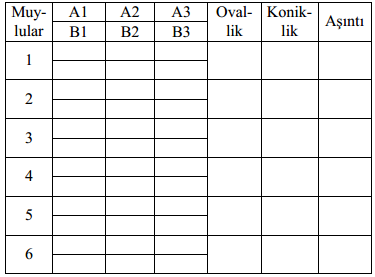 Muy-
lular
A1 A2 A3
B1 B2 B3
Oval-
lik
Konik-
lik
Aşıntı
1
2
3
4
5
6